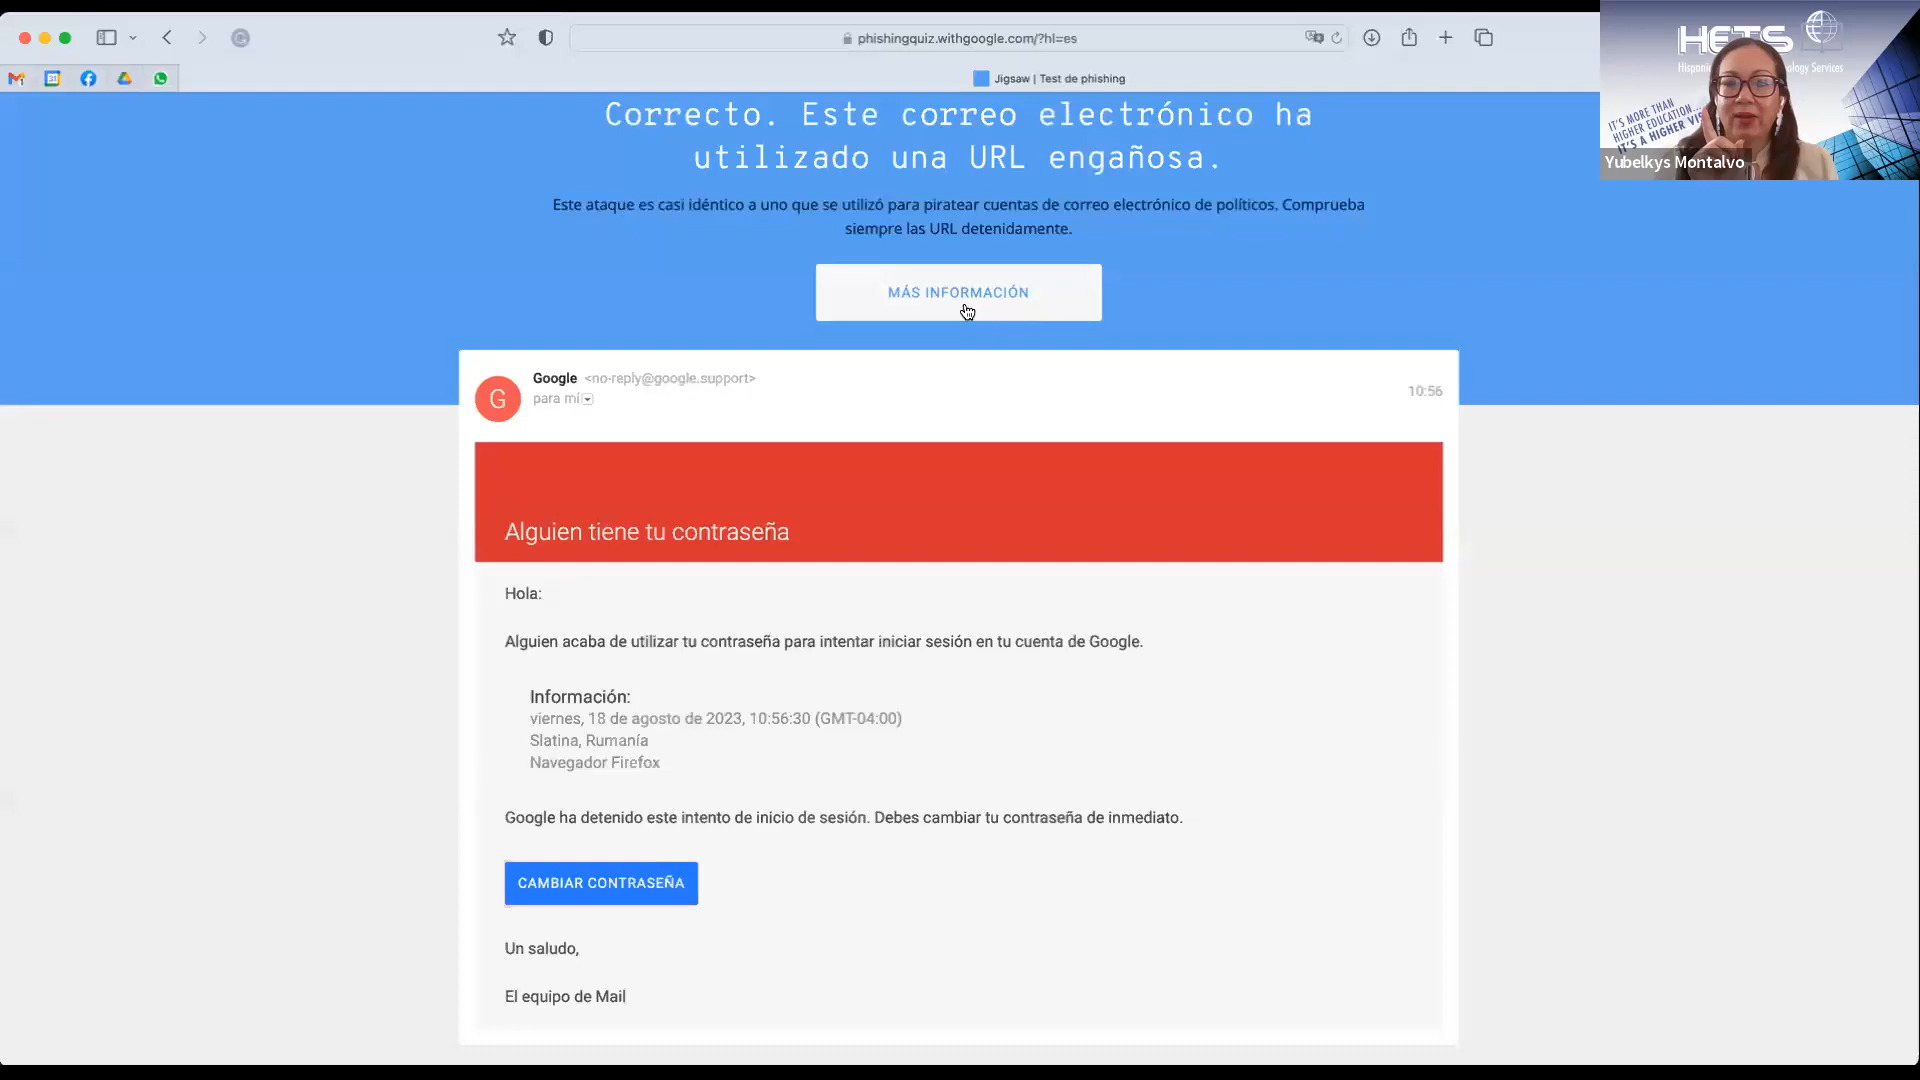 phishingquiz.withgoogle.com/?hl=es
Jigsaw | Test de phishing
HETS
IT'S MORE THAN
HIGHER EDUCATION...
IT'S A HIGHER
Yubelkys Montalvo
Correcto. Este correo electrónico ha
utilizado una URL engañosa.
Este ataque es casi idéntico a uno que se utilizó para piratear cuentas de correo electrónico de políticos. Comprueba
siempre las URL detenidamente.
MÁS INFORMACIÓN
G
Google <no-reply@google.support>
para mí
10:56
Alguien tiene tu contraseña
Hola:
Alguien acaba de utilizar tu contraseña para intentar iniciar sesión en tu cuenta de Google.
Información:
viernes, 18 de agosto de 2023, 10:56:30 (GMT-04:00)
Slatina, Rumanía
Navegador Firefox
Google ha detenido este intento de inicio de sesión. Debes cambiar tu contraseña de inmediato.
CAMBIAR CONTRASEÑA
Un saludo,
El equipo de Mail